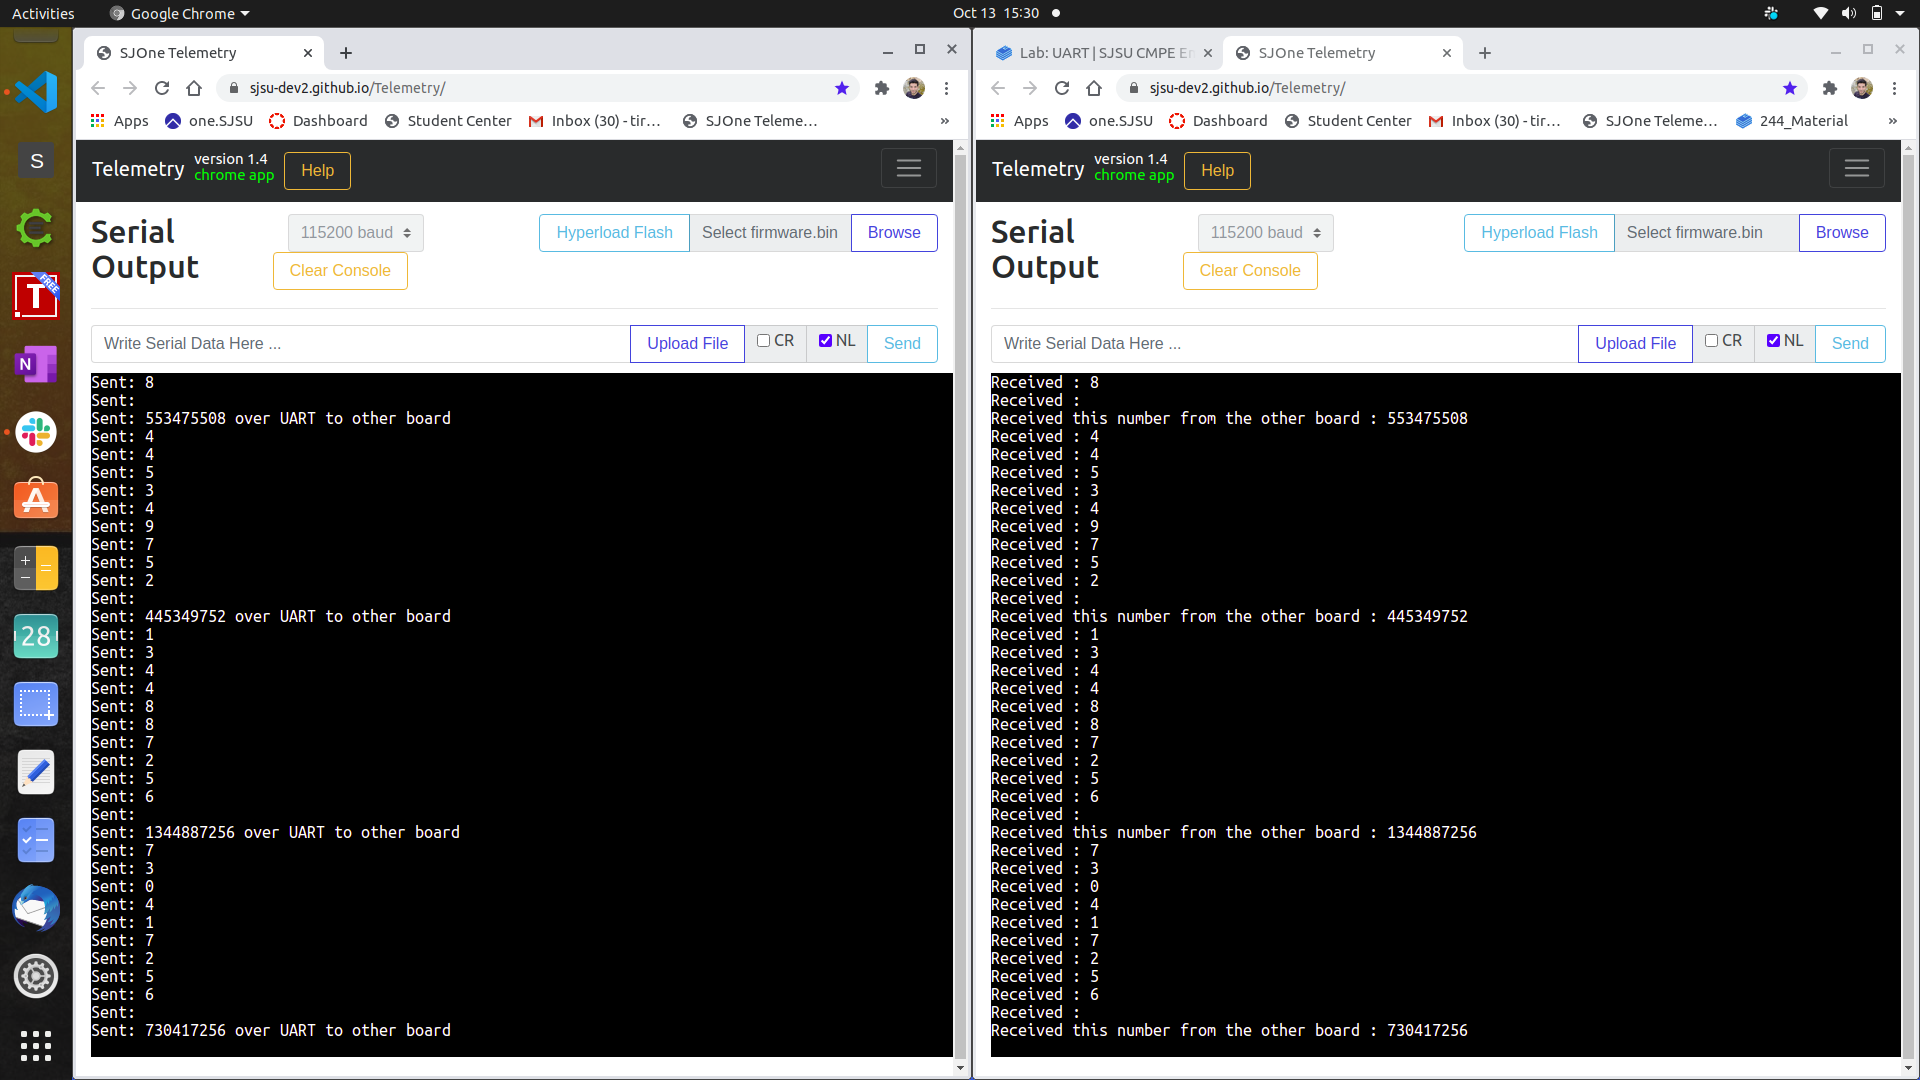 Activities
Google Chrome
Oct 13 15:30
SJOne Telemetry
sjsu-dev2.github.io/Telemetry/
Apps
one.SJSU
Dashboard
Student Center
Inbox (30) - tir...
SJOne Teleme...
»
Telemetry
version 1.4
chrome app
Help
Serial
Output
115200 baud
Clear Console
Hyperload Flash
Select firmware.bin
Browse
Write Serial Data Here ...
Upload File
CR
NL
Send
Sent: 8
Sent:
Sent: 553475508 over UART to other board
Sent: 4
Sent: 4
Sent: 5
Sent: 3
Sent: 4
Sent: 9
Sent: 7
Sent: 5
Sent: 2
Sent:
Sent: 445349752 over UART to other board
Sent: 1
Sent: 3
Sent: 4
Sent: 4
Sent: 8
Sent: 8
Sent: 7
Sent: 2
Sent: 5
Sent: 6
Sent:
Sent: 1344887256 over UART to other board
Sent: 7
Sent: 3
Sent: 0
Sent: 4
Sent: 1
Sent: 7
Sent: 2
Sent: 5
Sent: 6
Sent:
Sent: 730417256 over UART to other board
Lab: UART | SJSU CMPE En
SJOne Telemetry
sjsu-dev2.github.io/Telemetry/
Apps
one.SJSU
Dashboard
Student Center
Inbox (30) - tir...
SJOne Teleme...
244_Material
»
Telemetry
version 1.4
chrome app
Help
Serial
Output
115200 baud
Clear Console
Hyperload Flash
Select firmware.bin
Browse
Write Serial Data Here ...
Upload File
CR
NL
Send
Received : 8
Received :
Received this number from the other board : 553475508
Received : 4
Received : 4
Received : 5
Received : 3
Received : 4
Received : 9
Received : 7
Received : 5
Received : 2
Received :
Received this number from the other board : 445349752
Received : 1
Received : 3
Received : 4
Received : 4
Received : 8
Received : 8
Received : 7
Received : 2
Received : 5
Received : 6
Received :
Received this number from the other board : 1344887256
Received : 7
Received : 3
Received : 0
Received : 4
Received : 1
Received : 7
Received : 2
Received : 5
Received : 6
Received :
Received this number from the other board : 730417256
S
T
FREE
N
A
28